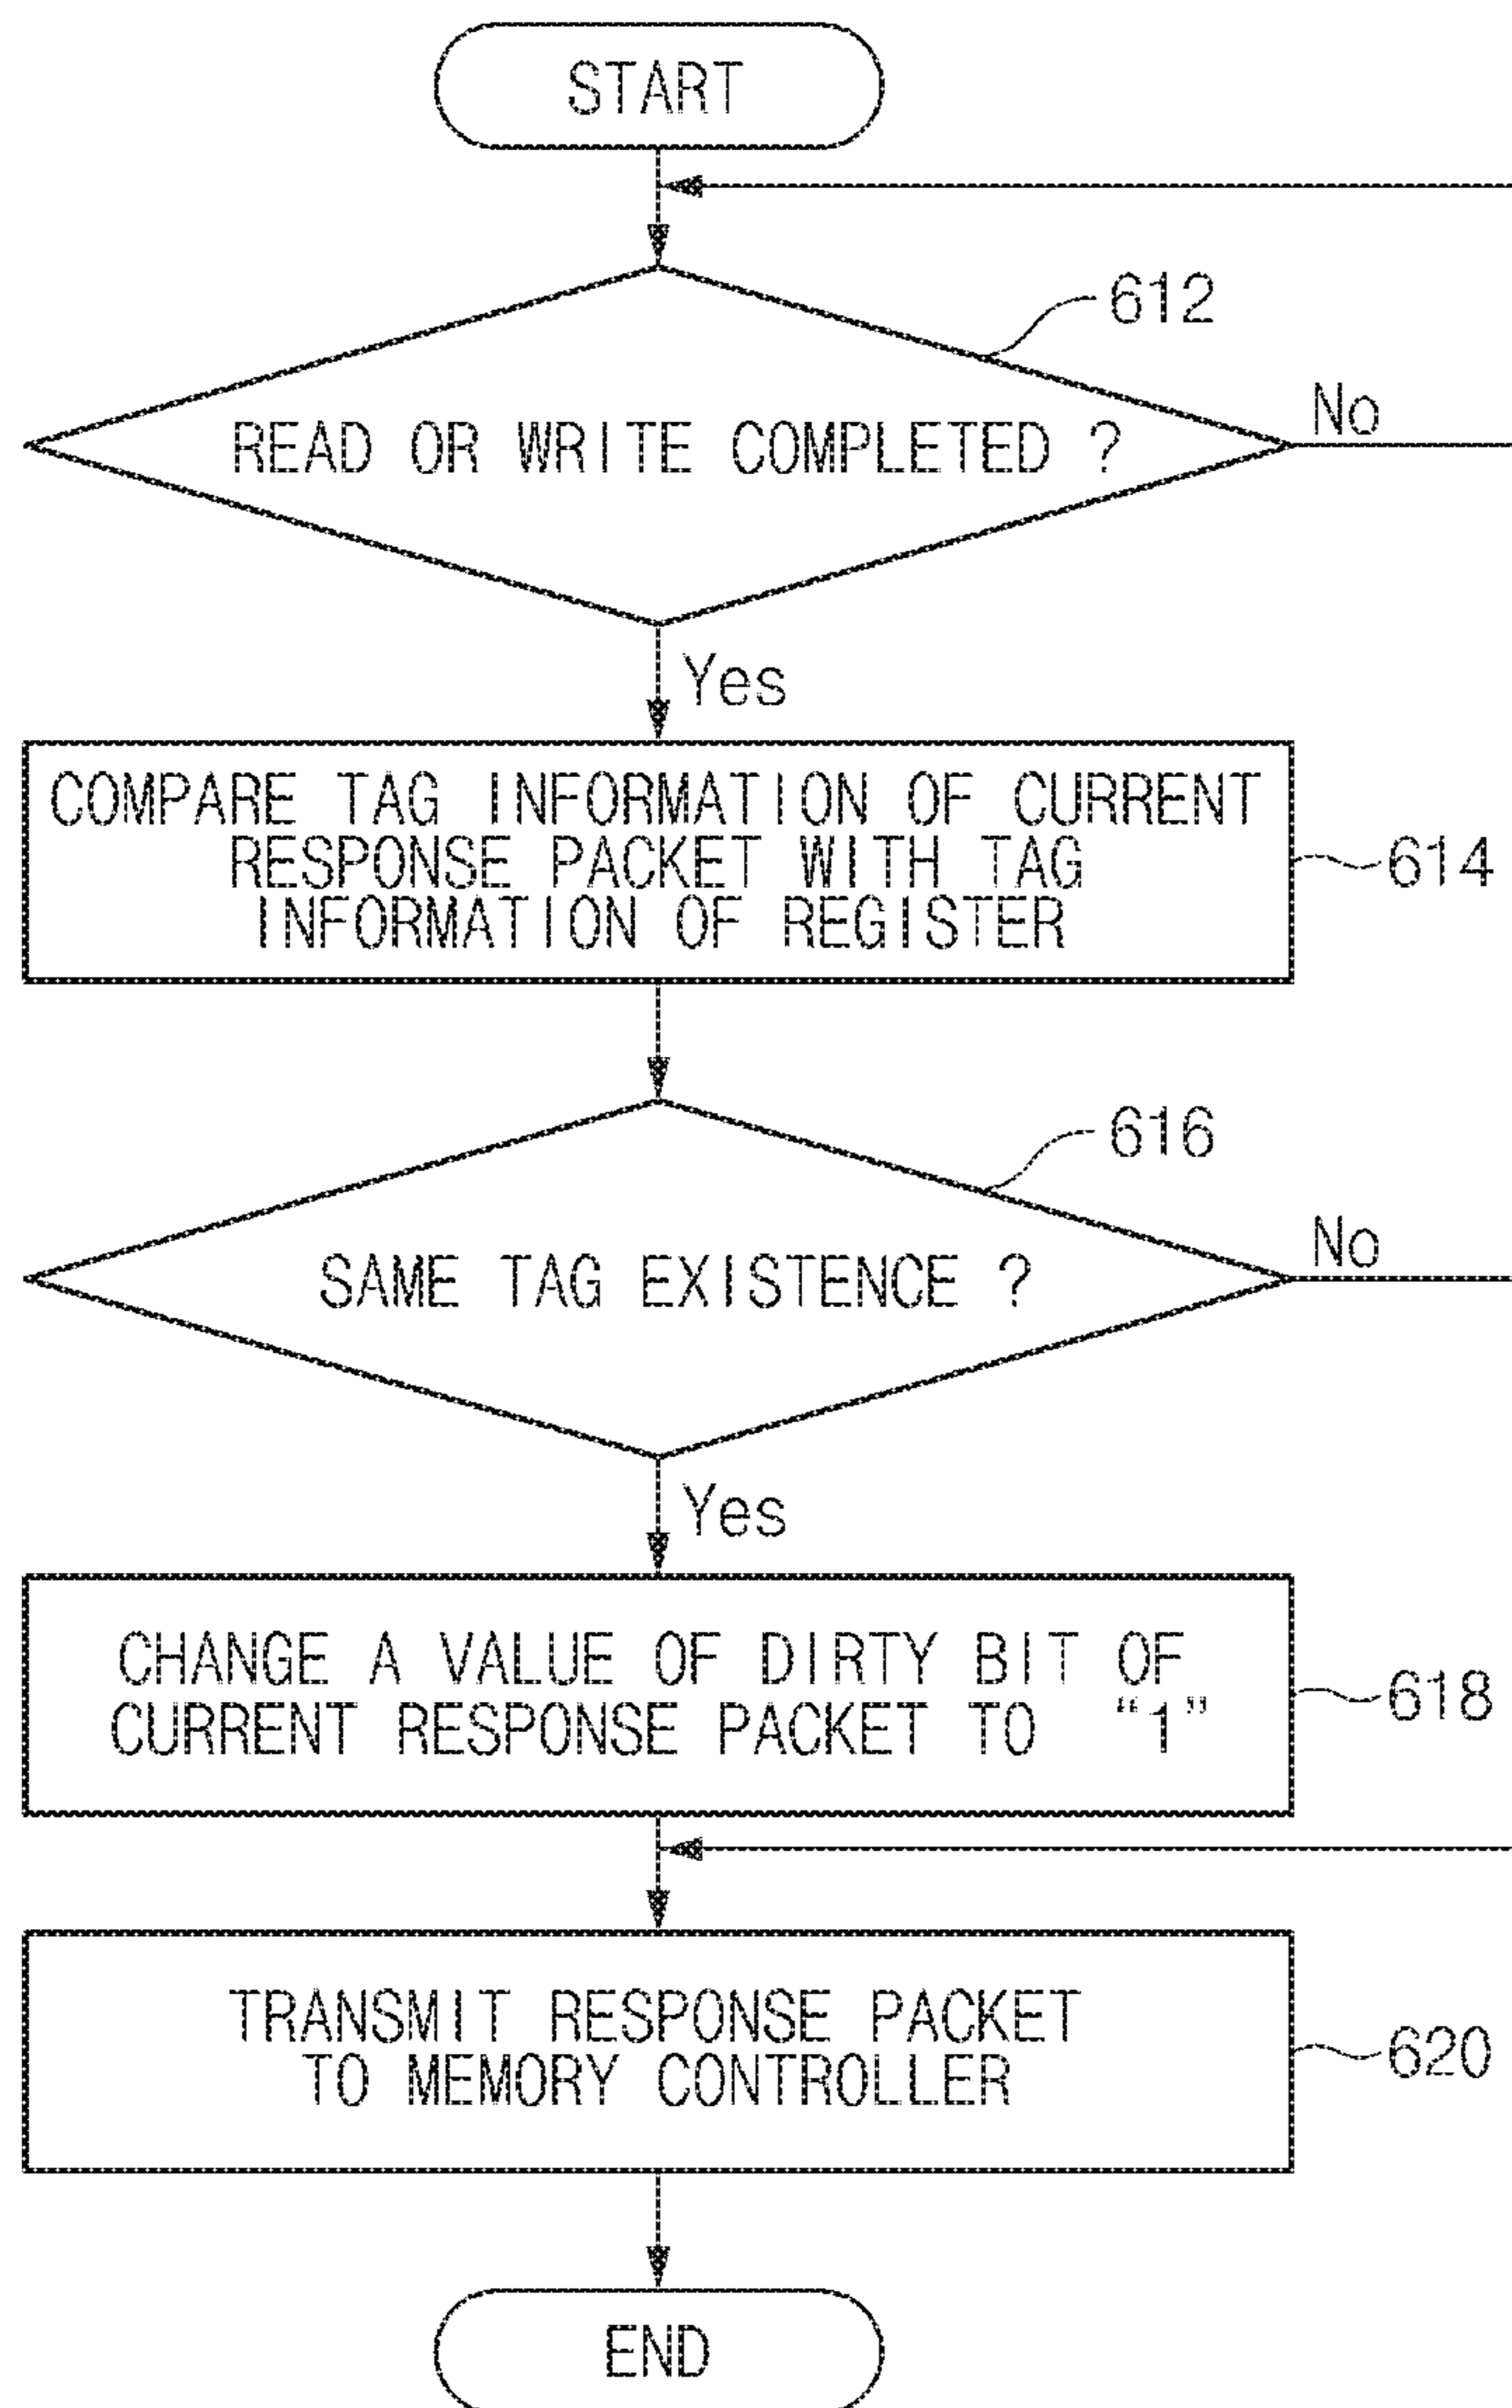 START
612
READ OR WRITE COMPLETED ?
No
Yes
COMPARE TAG INFORMATION OF CURRENT
RESPONSE PACKET WITH TAG
INFORMATION OF REGISTER
614
616
SAME TAG EXISTENCE ?
No
Yes
CHANGE A VALUE OF DIRTY BIT OF
CURRENT RESPONSE PACKET TO “1”
618
TRANSMIT RESPONSE PACKET
TO MEMORY CONTROLLER
620
END